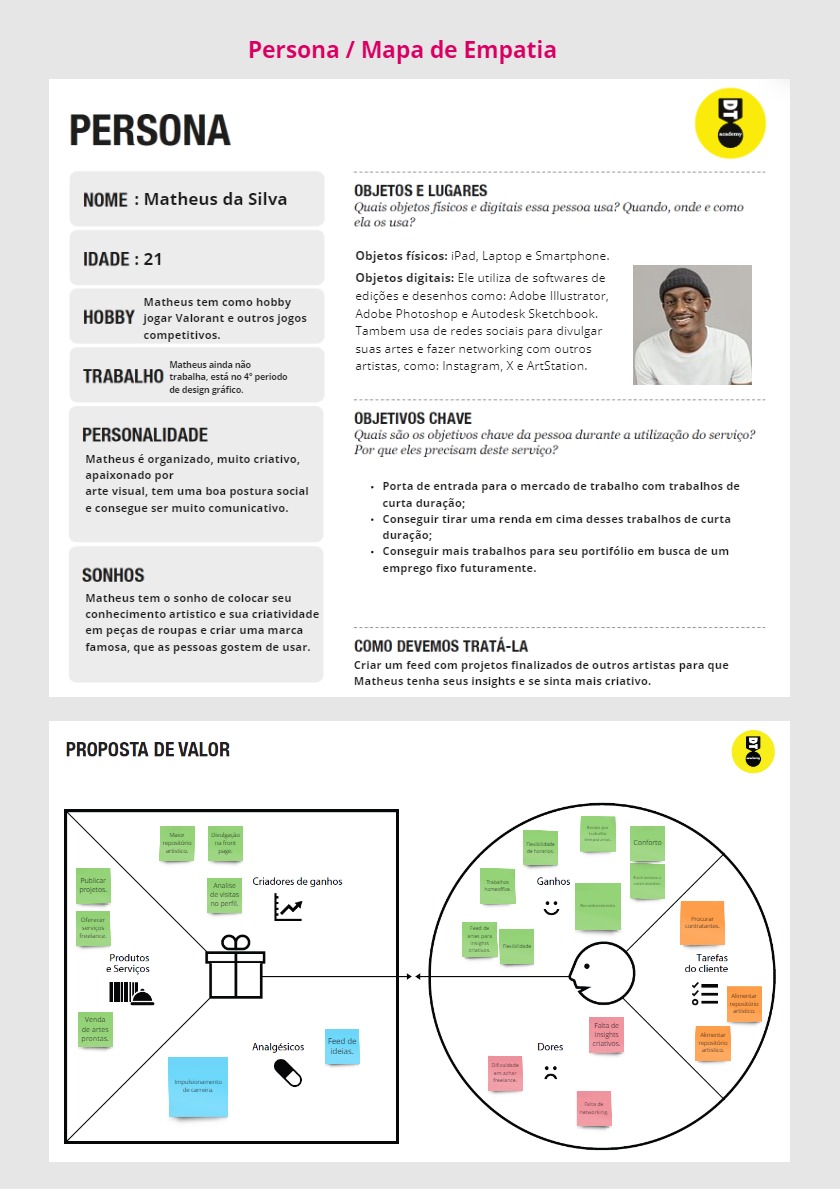 Persona / Mapa de Empatia
PERSONA
DT
academy
NOME : Matheus da Silva
IDADE : 21
HOBBY
Matheus tem como hobby
jogar Valorant e outros jogos
competitivos.
TRABALHO
Matheus ainda não
trabalha, está no 4° periodo
de design gráfico.
PERSONALIDADE
Matheus é organizado, muito criativo,
apaixonado por
arte visual, tem uma boa postura social
e consegue ser muito comunicativo.
SONHOS
Matheus tem o sonho de colocar seu
conhecimento artistico e sua criatividade
em peças de roupas e criar uma marca
famosa, que as pessoas gostem de usar.
OBJETOS E LUGARES
Quais objetos físicos e digitais essa pessoa usa? Quando, onde e como
ela os usa?
Objetos físicos: iPad, Laptop e Smartphone.
Objetos digitais: Ele utiliza de softwares de
edições e desenhos como: Adobe Illustrator,
Adobe Photoshop e Autodesk Sketchbook.
Tambem usa de redes sociais para divulgar
suas artes e fazer networking com outros
artistas, como: Instagram, X e ArtStation.
OBJETIVOS CHAVE
Quais são os objetivos chave da pessoa durante a utilização do serviço?
Por que eles precisam deste serviço?
• Porta de entrada para o mercado de trabalho com trabalhos de
curta duração;
• Conseguir tirar uma renda em cima desses trabalhos de curta
duração;
• Conseguir mais trabalhos para seu portifólio em busca de um
emprego fixo futuramente.
COMO DEVEMOS TRATÁ-LA
Criar um feed com projetos finalizados de outros artistas para que
Matheus tenha seus insights e se sinta mais criativo.
PROPOSTA DE VALOR
DT
academy
Maior
repositório
artistico.
Divulgação
na front
page.
Publicar
projetos.
Analise
de visitas
no perfil.
Criadores de ganhos
Oferecer
serviços
freelance.
Produtos
e Serviços
Venda
de artes
prontas.
Analgésicos
Feed de
ideias.
Impulsionamento
de carreira.
Flexibilidade
de horarios.
Conforto
Trabalhos
homeoffice.
Ganhos
Reconhecimento.
Feed de
artes para
insights
criativos.
Flexibilidade
Procurar
contratantes.
Tarefas
do cliente
Alimentar
repositório
artistico.
Alimentar
repositório
artistico.
Falta de
insights
criativos.
Dores
Dificuldade
em achar
freelance.
Falta de
networking.